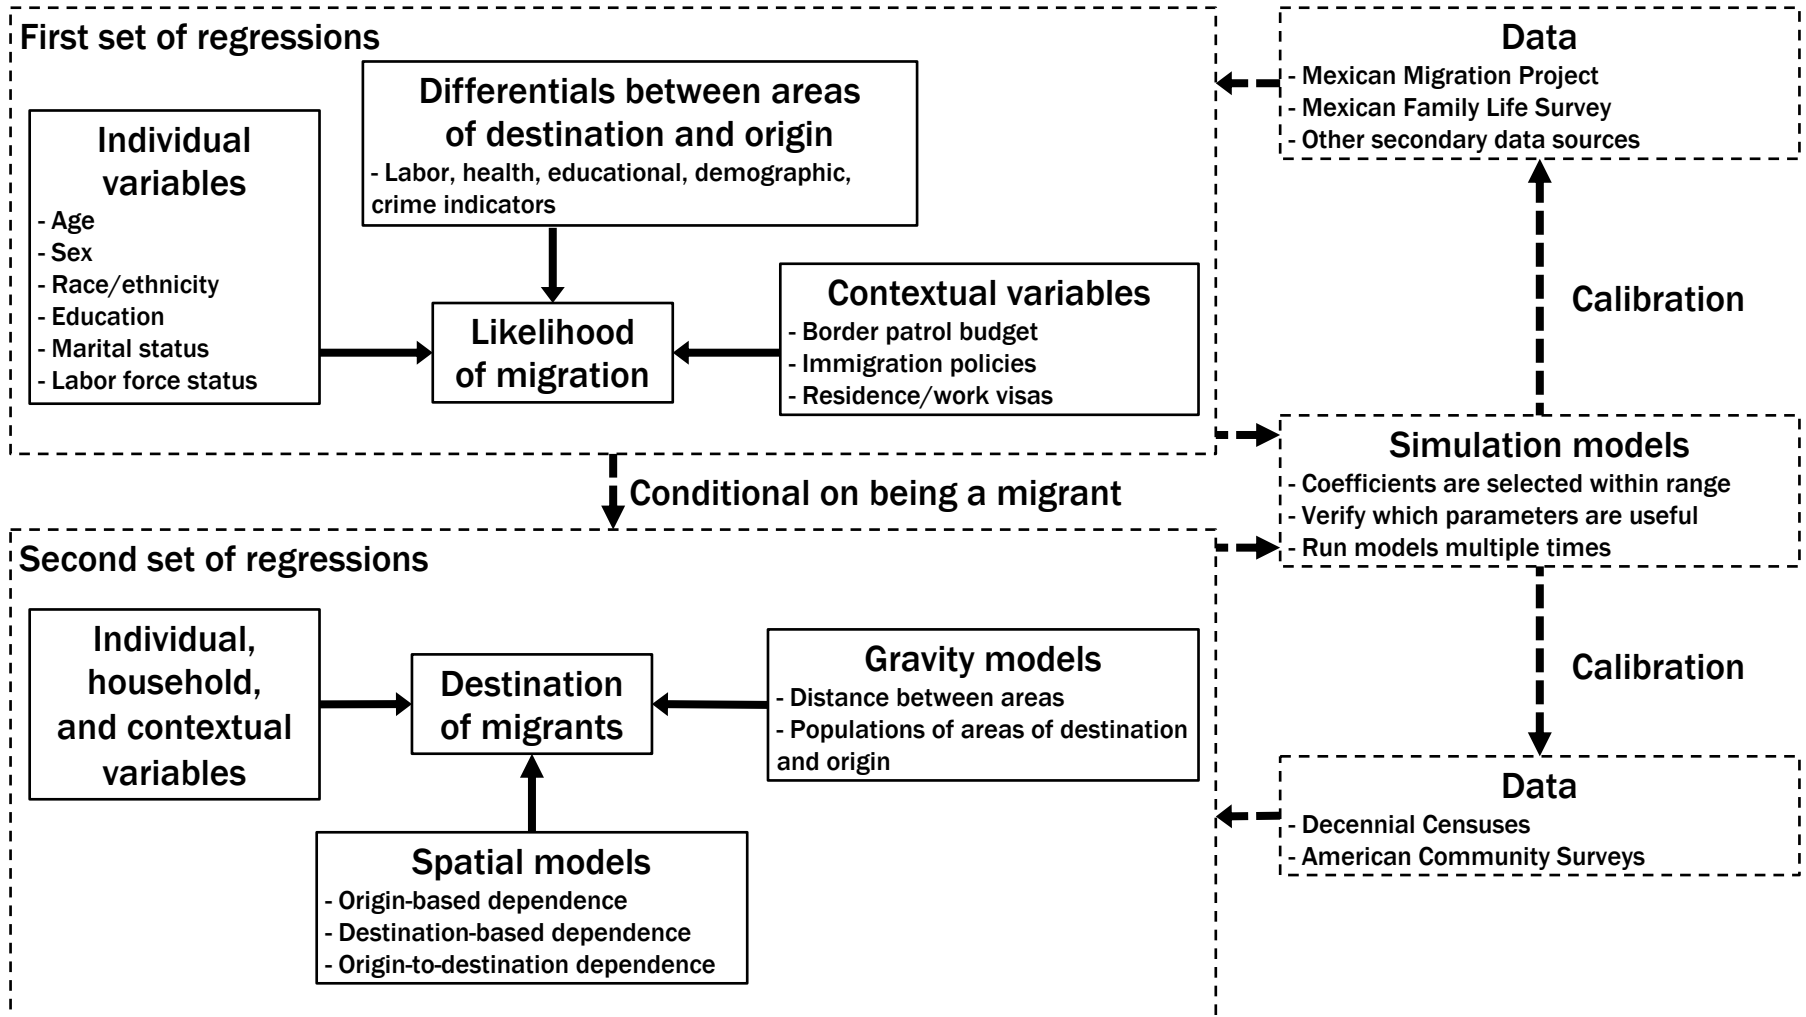 First set of regressions
Individual
variables
- Age
- Sex
- Race/ethnicity
- Education
- Marital status
- Labor force status
Differentials between areas
of destination and origin
- Labor, health, educational, demographic,
crime indicators
Likelihood
of migration
Contextual variables
- Border patrol budget
- Immigration policies
- Residence/work visas
Conditional on being a migrant
Second set of regressions
Individual,
household,
and contextual
variables
Destination
of migrants
Gravity models
- Distance between areas
- Populations of areas of destination
and origin
Spatial models
- Origin-based dependence
- Destination-based dependence
- Origin-to-destination dependence
Data
- Mexican Migration Project
- Mexican Family Life Survey
- Other secondary data sources
Calibration
Simulation models
- Coefficients are selected within range
- Verify which parameters are useful
- Run models multiple times
Calibration
Data
- Decennial Censuses
- American Community Surveys